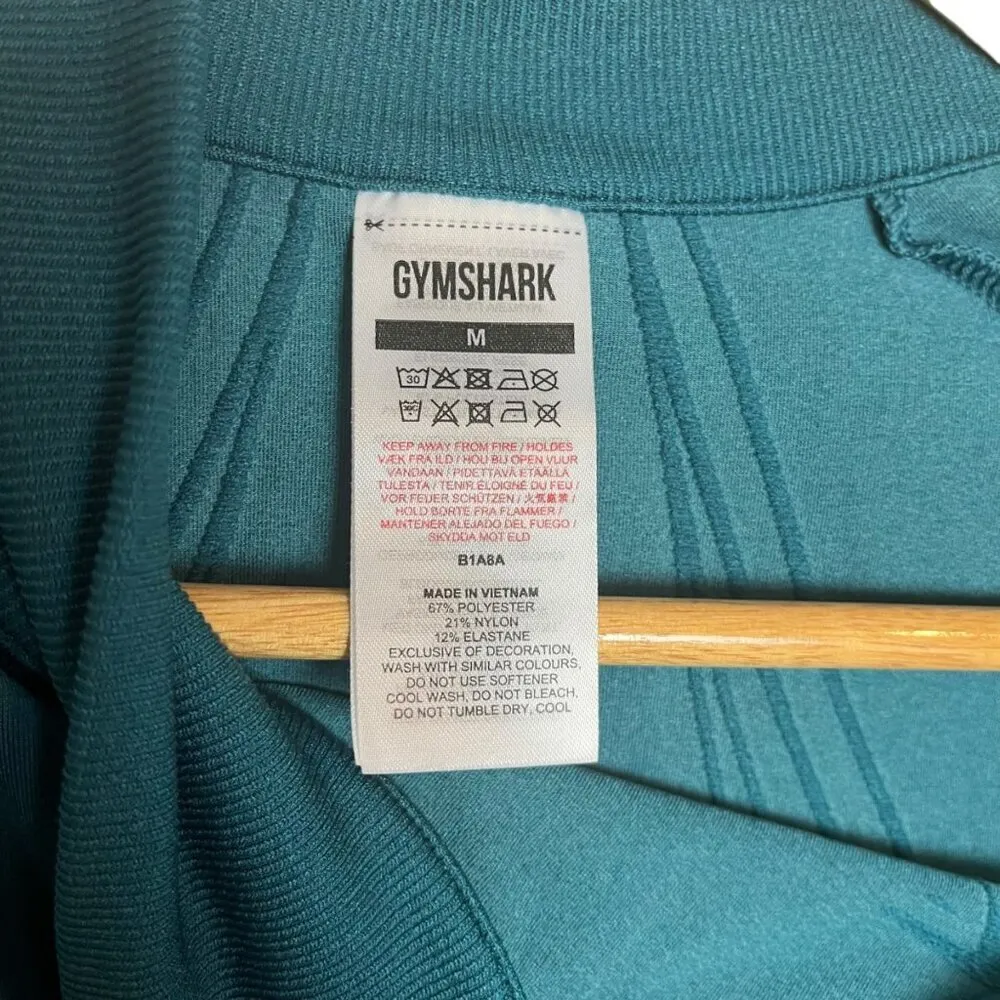 GYMSHARK
M
30
KEEP AWAY FROM FIRE / HOLDES
VÆK FRA ILD / HOU BIJ OPEN VUUR
VANDAAN / PIDETTAVÄ ETÄÄLLÄ
TULESTA / TENIR ÉLOIGNÉ DU FEU /
VOR FEUER SCHÜTZEN / 火気厳禁 /
HOLD BORTE FRA FLAMMER /
MANTENER ALEJADO DEL FUEGO /
SKYDDA MOT ELD
B1A8A
MADE IN VIETNAM
67% POLYESTER
21% NYLON
12% ELASTANE
EXCLUSIVE OF DECORATION,
WASH WITH SIMILAR COLOURS,
DO NOT USE SOFTENER
COOL WASH, DO NOT BLEACH,
DO NOT TUMBLE DRY, COOL